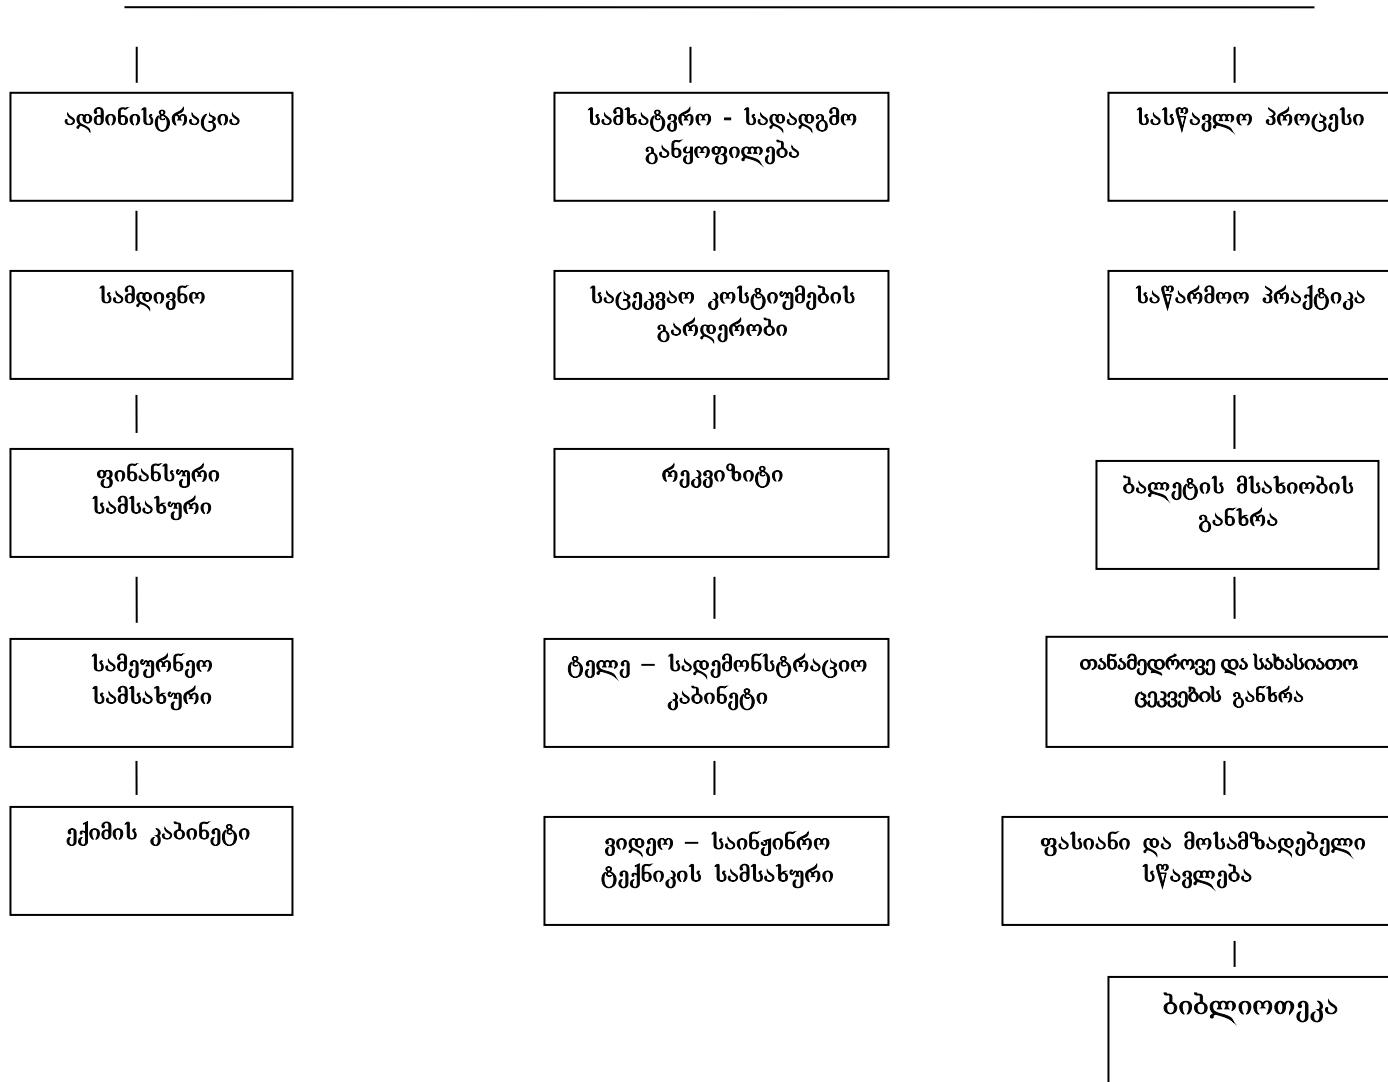 ადმინისტრაცია
სამდივნო
ფინანსური
სამსახური
სამეურნეო
სამსახური
ექიმის კაბინეტი
სამხატვრო - სადადგმო
განყოფილება
საცეკვაო კოსტიუმების
გარდერობი
რეკვიზიტი
ტელე – სადემონსტრაციო
კაბინეტი
ვიდეო – საინჟინრო
ტექნიკის სამსახური
სასწავლო პროცესი
საწარმოო პრაქტიკა
ბალეტის მსახიობის
განხრა
თანამედროვე და სახასიათო
ცეკვების განხრა
ფასიანი და მოსამზადებელი
სწავლება
ბიბლიოთეკა